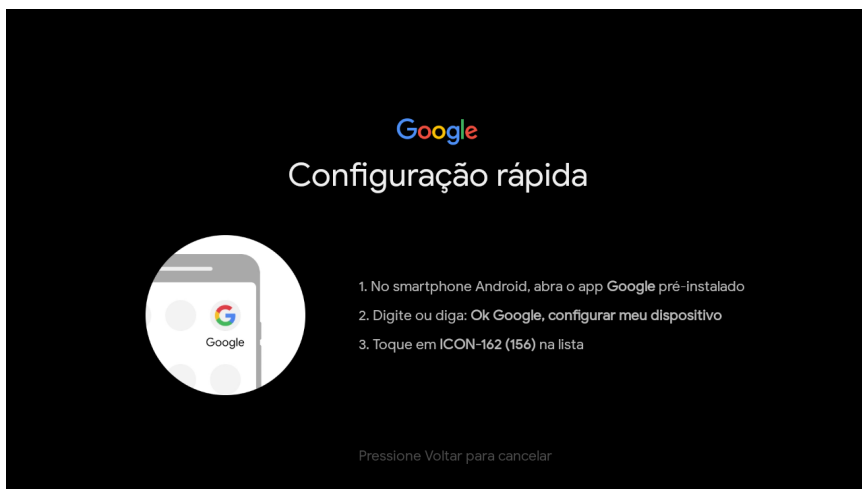 Google
Configuração rápida
Google
1. No smartphone Android, abra o app Google pré-instalado
2. Digite ou diga: Ok Google, configurar meu dispositivo
3. Toque em ICON-162 (156) na lista
Pressione Voltar para cancelar